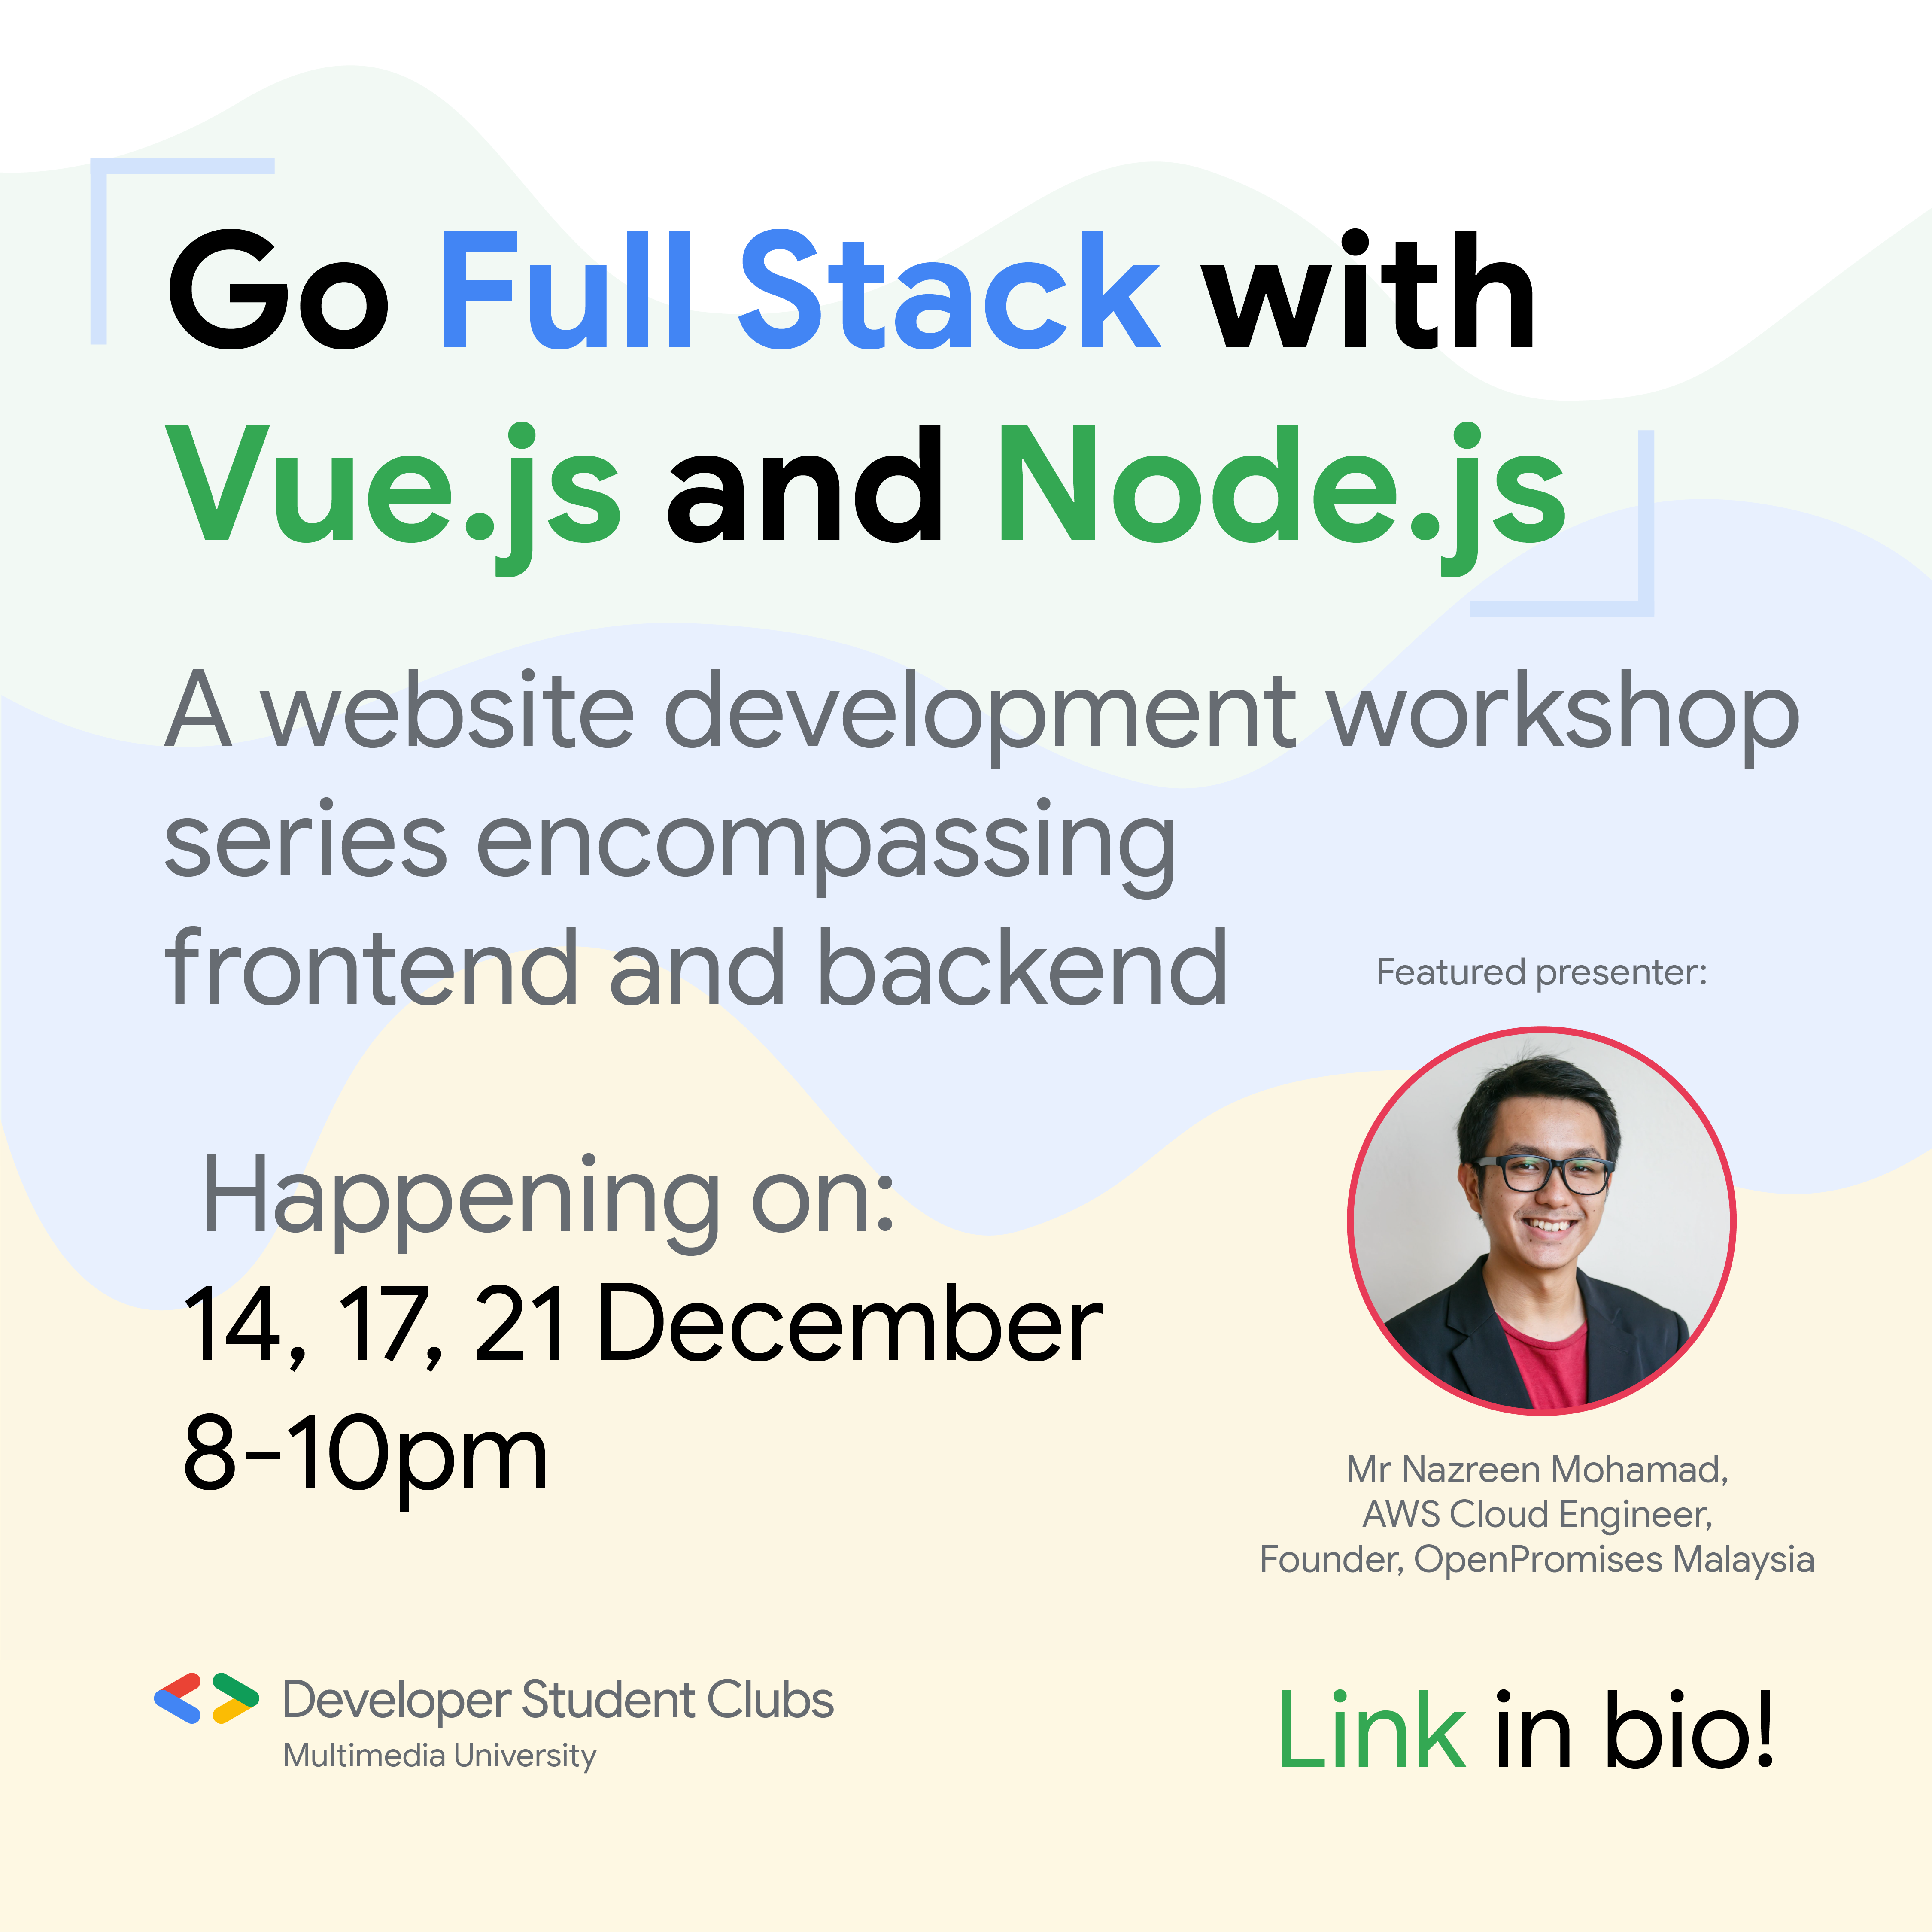 Go Full Stack with
Vue.js and Node.js
A website development workshop
series encompassing
frontend and backend
Featured presenter:
Happening on:
14, 17, 21 December
8-10pm
Mr Nazreen Mohamad,
AWS Cloud Engineer,
Founder, OpenPromises Malaysia
Developer Student Clubs
Multimedia University
Link in bio!